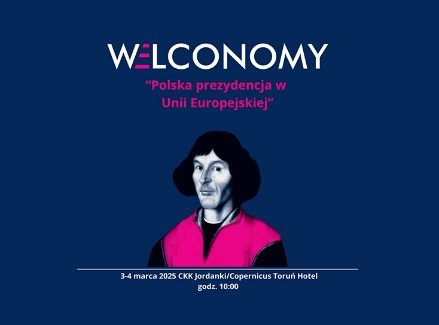 WELCONOMY
“Polska prezydencja w
Unii Europejskiej”
3-4 marca 2025 CKK Jordanki/Copernicus Toruń Hotel
godz. 10:00